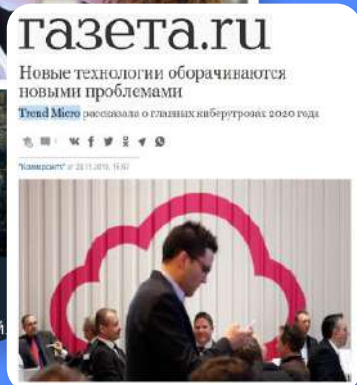 газета.ru
Новые технологии оборачиваются
новыми проблемами
Trend Micro рассказала о главных киберугрозах 2020 года
"Коммерсантъ" от 28.11.2019, 16:07